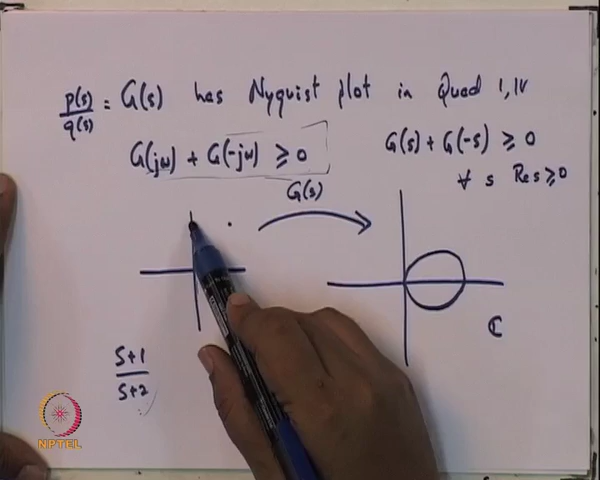 p(s)/q(s) = G(s) has Nyquist plot in Quad I, IV
G(jω) + G(-jω) ≥ 0
G(s) + G(-s) ≥ 0
∀ s Re s ≥ 0
G(s)
ℂ
s+1/s+2
NPTEL